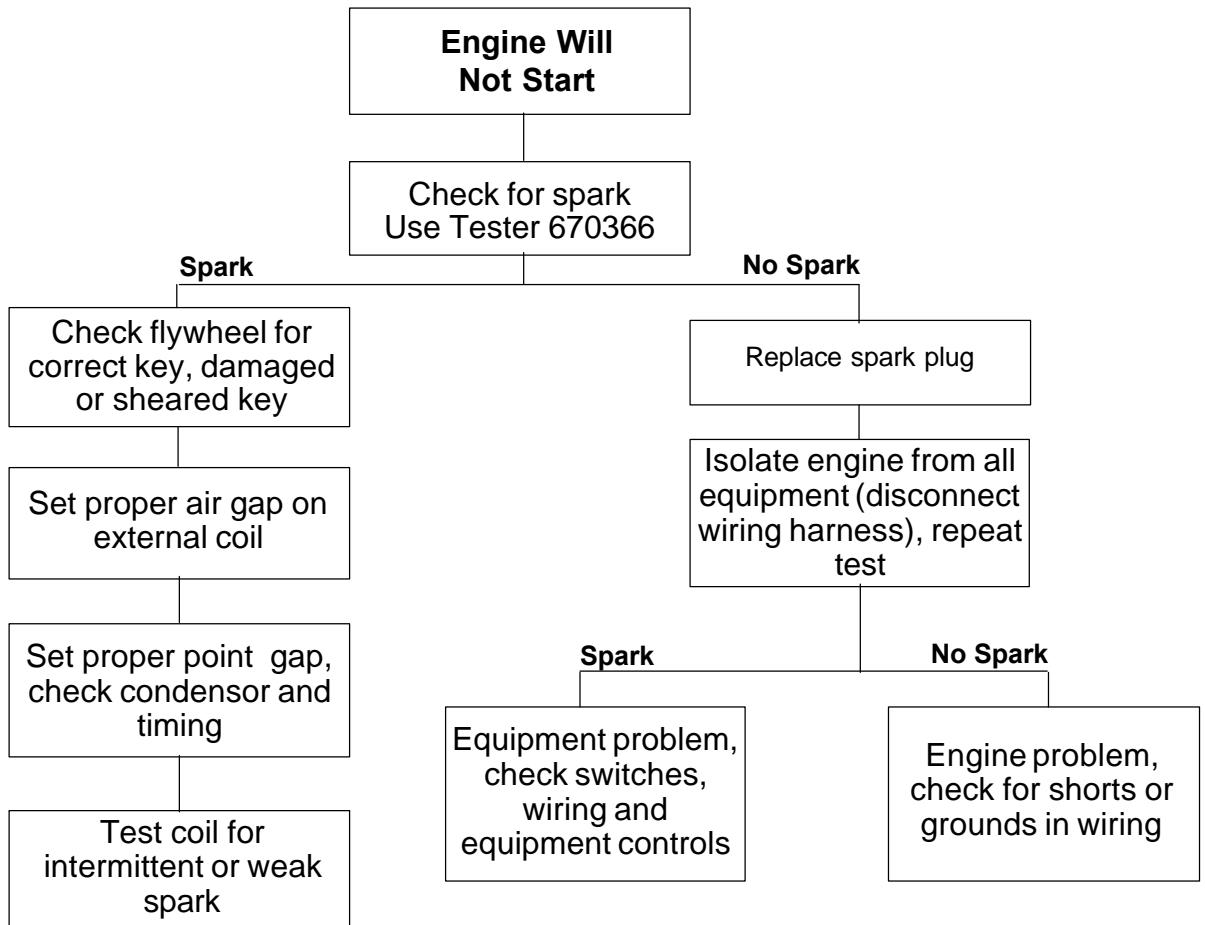 Engine Will
Not Start
Check for spark
Use Tester 670366
Spark
No Spark
Check flywheel for
correct key, damaged
or sheared key
Replace spark plug
Set proper air gap on
external coil
Isolate engine from all
equipment (disconnect
wiring harness), repeat
test
Set proper point gap,
check condensor and
timing
Spark
No Spark
Equipment problem,
check switches,
wiring and
equipment controls
Engine problem,
check for shorts or
grounds in wiring
Test coil for
intermittent or weak
spark